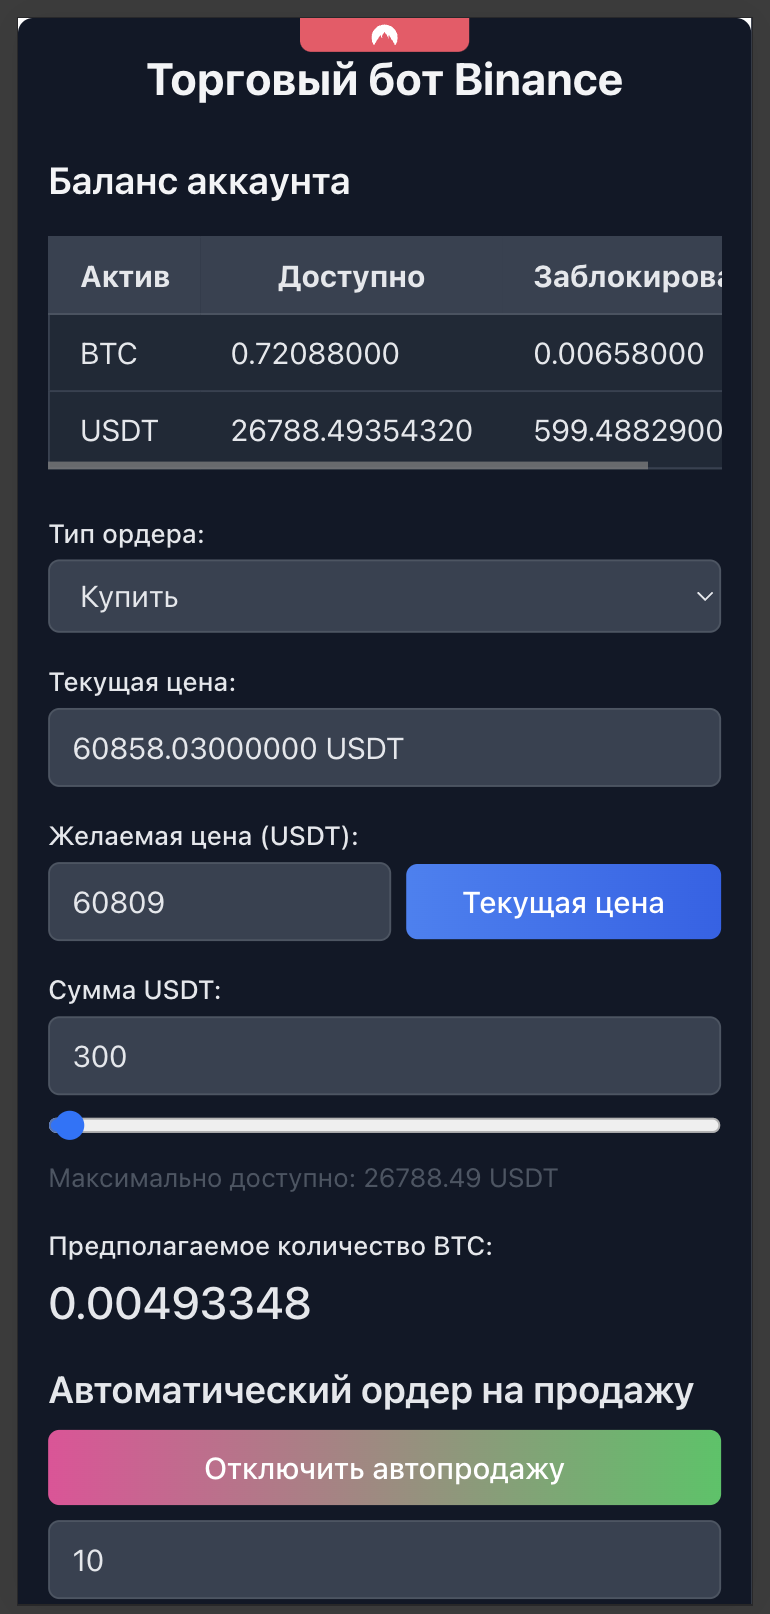 Торговый бот Binance
Баланс аккаунта
Актив Доступно Заблокирова
BTC 0.72088000 0.00658000
USDT 26788.49354320 599.4882900
Тип ордера:
Купить
Текущая цена:
60858.03000000 USDT
Желаемая цена (USDT):
60809 Текущая цена
Сумма USDT:
300
Максимально доступно: 26788.49 USDT
Предполагаемое количество BTC:
0.00493348
Автоматический ордер на продажу
Отключить автопродажу
10